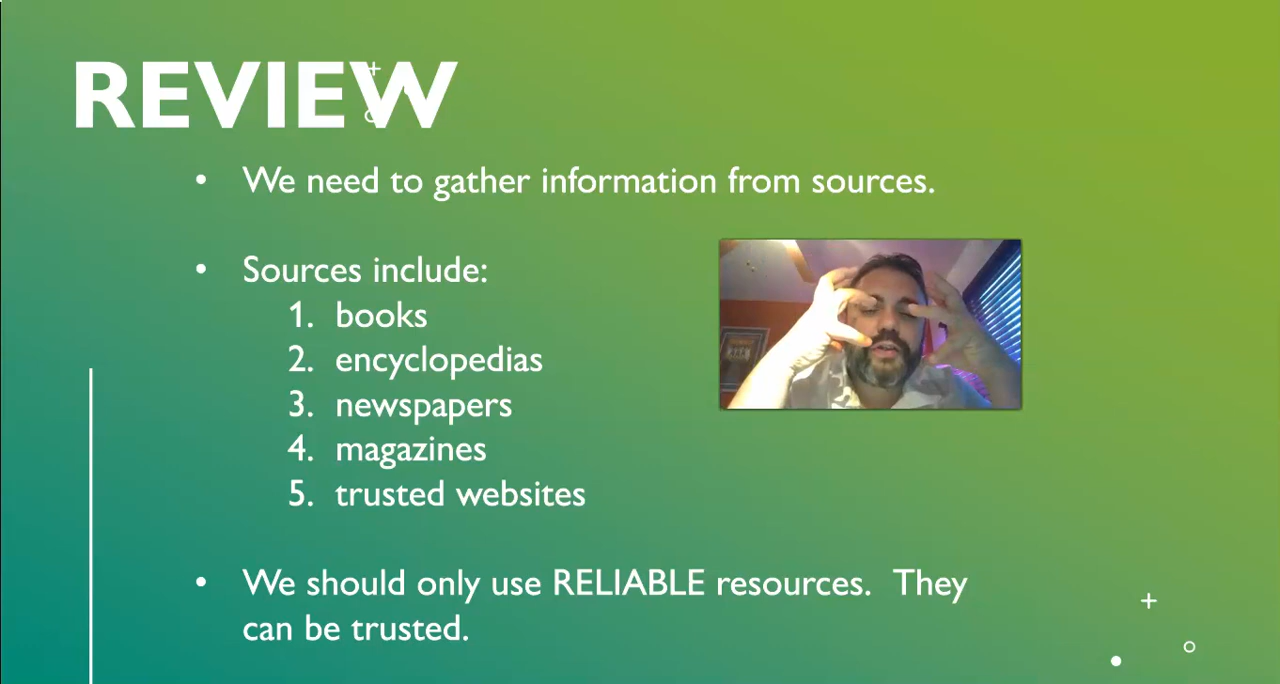 REVIEW
• We need to gather information from sources.
• Sources include:
1. books
2. encyclopedias
3. newspapers
4. magazines
5. trusted websites
• We should only use RELIABLE resources. They
can be trusted.